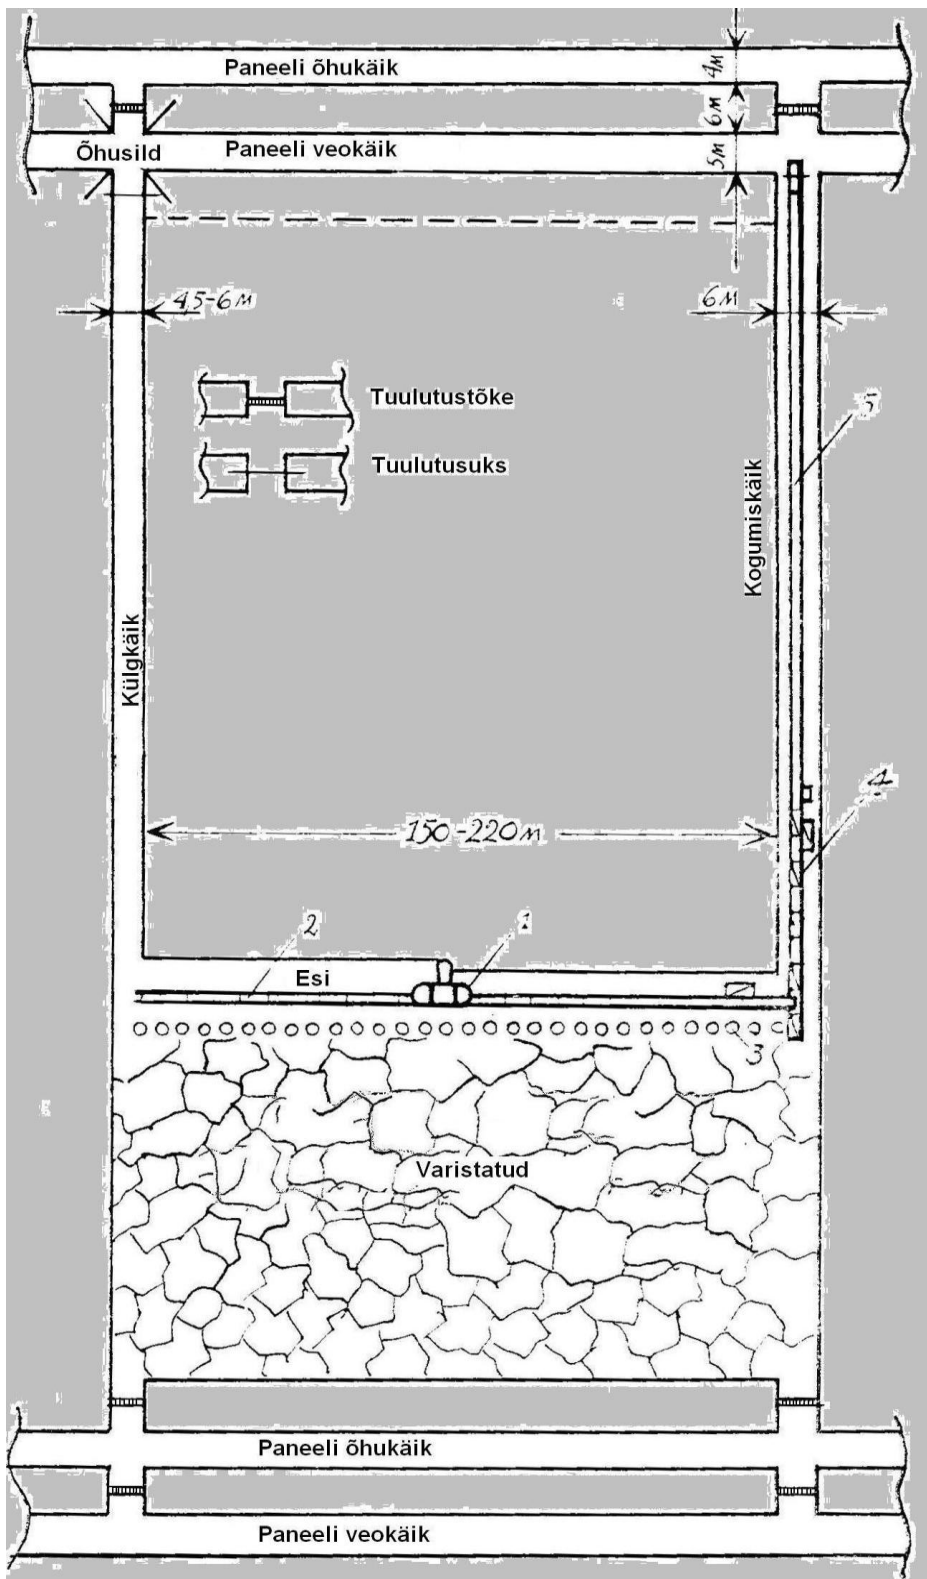 Paneeli õhukäik
4м
6м
Õhusild
Paneeli veokäik
5м
4,5-6м
6м
Tuulutustõke
Tuulutusuks
5
Kogumiskäik
Külgkäik
4
150-220м
2
1
Esi
3
Varistatud
Paneeli õhukäik
Paneeli veokäik